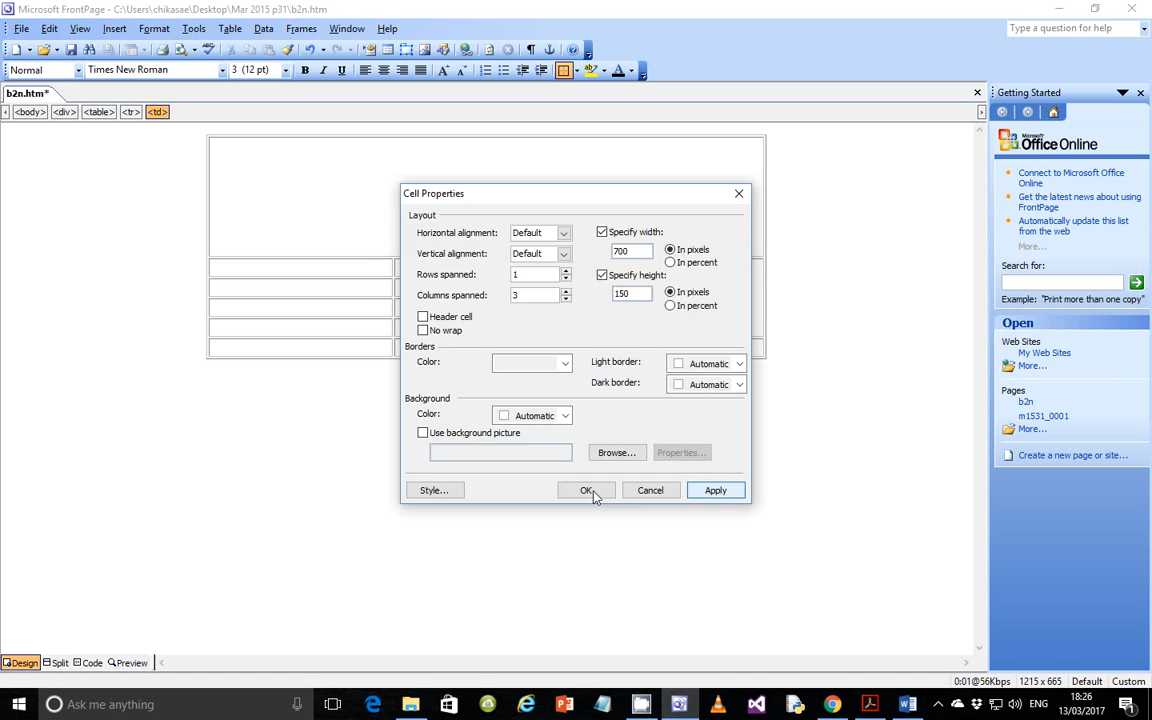 Microsoft FrontPage - C:\Users\chikasae\Desktop\Mar 2015 p31\b2n.htm
File Edit View Insert Format Tools Table Data Frames Window Help
Type a question for help
Normal Times New Roman 3 (12 pt) B I U
b2n.htm*
Getting Started
<body> <div> <table> <tr> <td>
Microsoft
Office Online
Connect to Microsoft Office
Online
Get the latest news about using
FrontPage
Automatically update this list
from the web
More...
Search for:
Example: "Print more than one copy"
Open
Web Sites
My Web Sites
More...
Pages
b2n
m1531_0001
More...
Create a new page or site...
Cell Properties
Layout
Horizontal alignment: Default
Specify width:
Vertical alignment: Default
700
In pixels
In percent
Rows spanned: 1
Specify height:
Columns spanned: 3
150
In pixels
In percent
Header cell
No wrap
Borders
Color:
Light border: Automatic
Dark border: Automatic
Background
Color: Automatic
Use background picture
Browse... Properties...
Style... OK Cancel Apply
Design Split Code Preview
0:01@56Kbps 1215 x 665 Default Custom
Ask me anything
ENG
18:26
13/03/2017